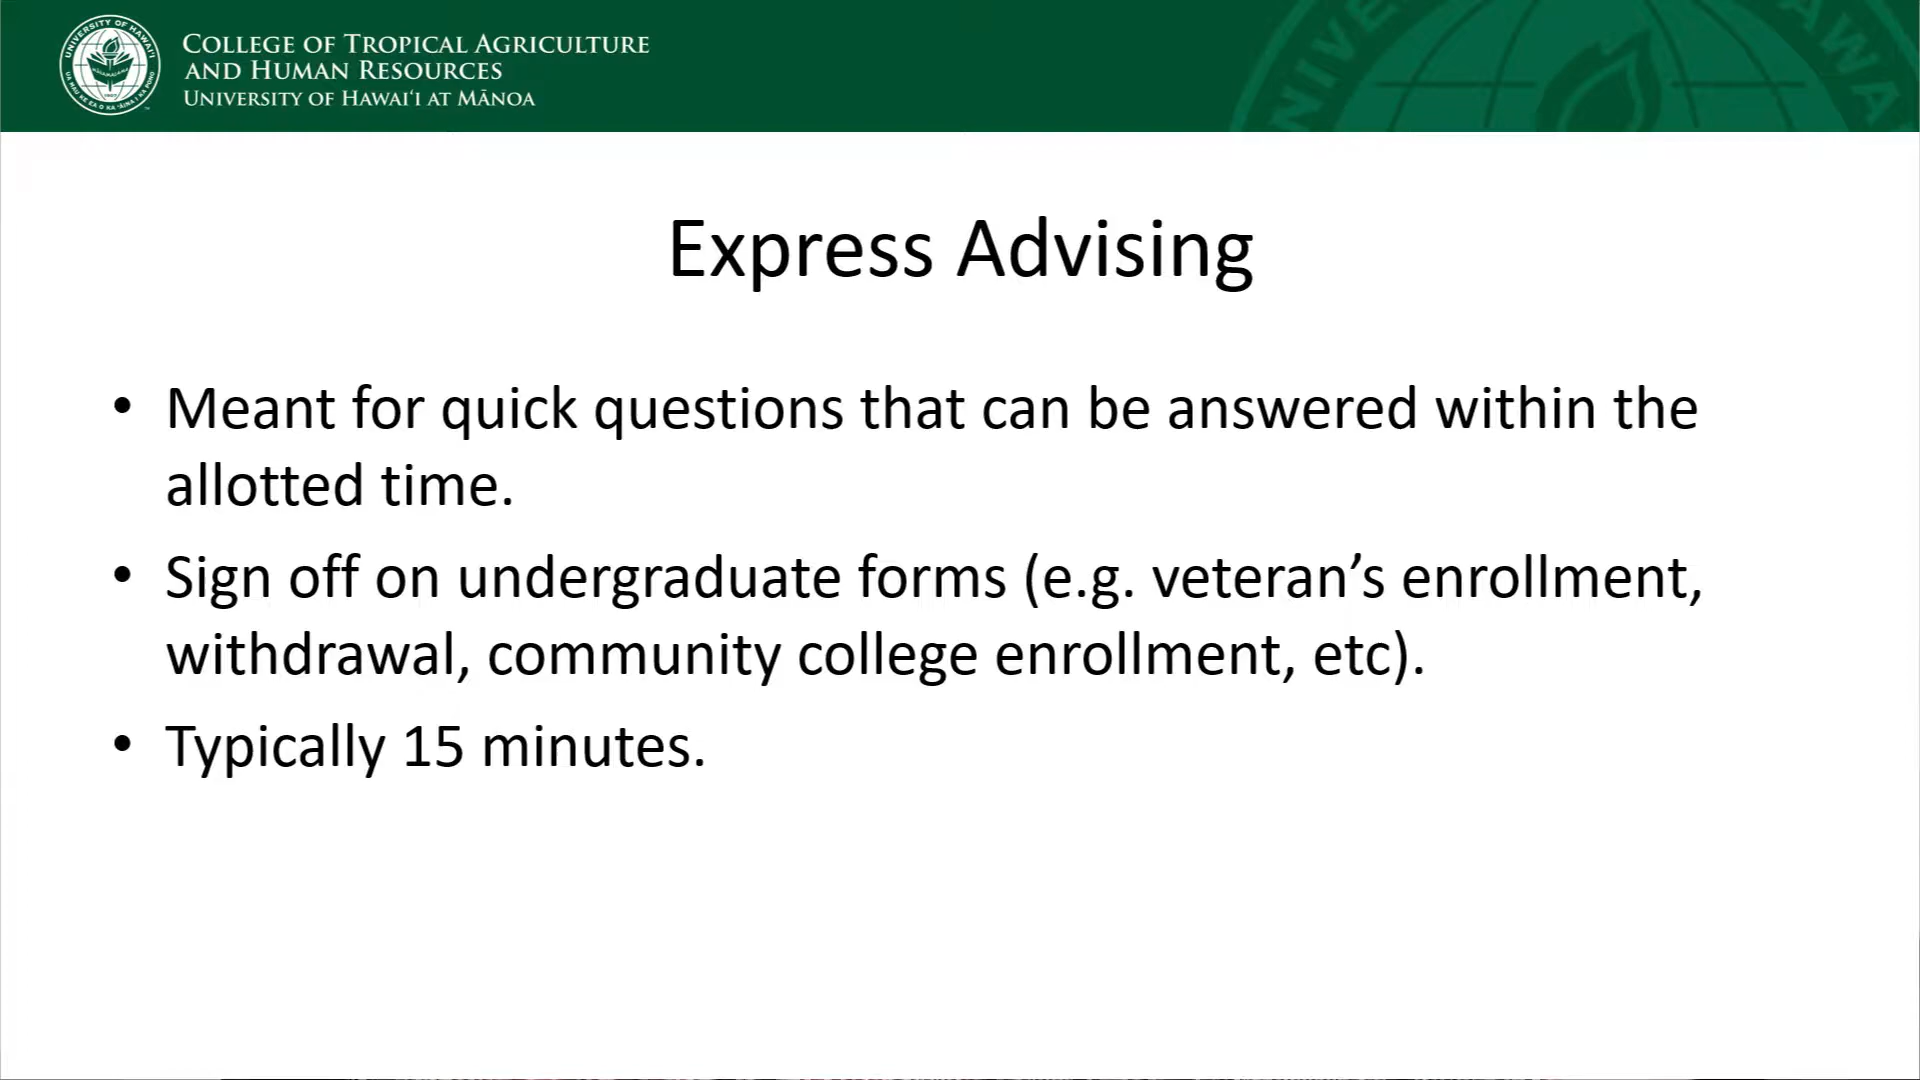 COLLEGE OF TROPICAL AGRICULTURE
AND HUMAN RESOURCES
UNIVERSITY OF HAWAIʻI AT MĀNOA
Express Advising
• Meant for quick questions that can be answered within the
allotted time.
• Sign off on undergraduate forms (e.g. veteran’s enrollment,
withdrawal, community college enrollment, etc).
• Typically 15 minutes.